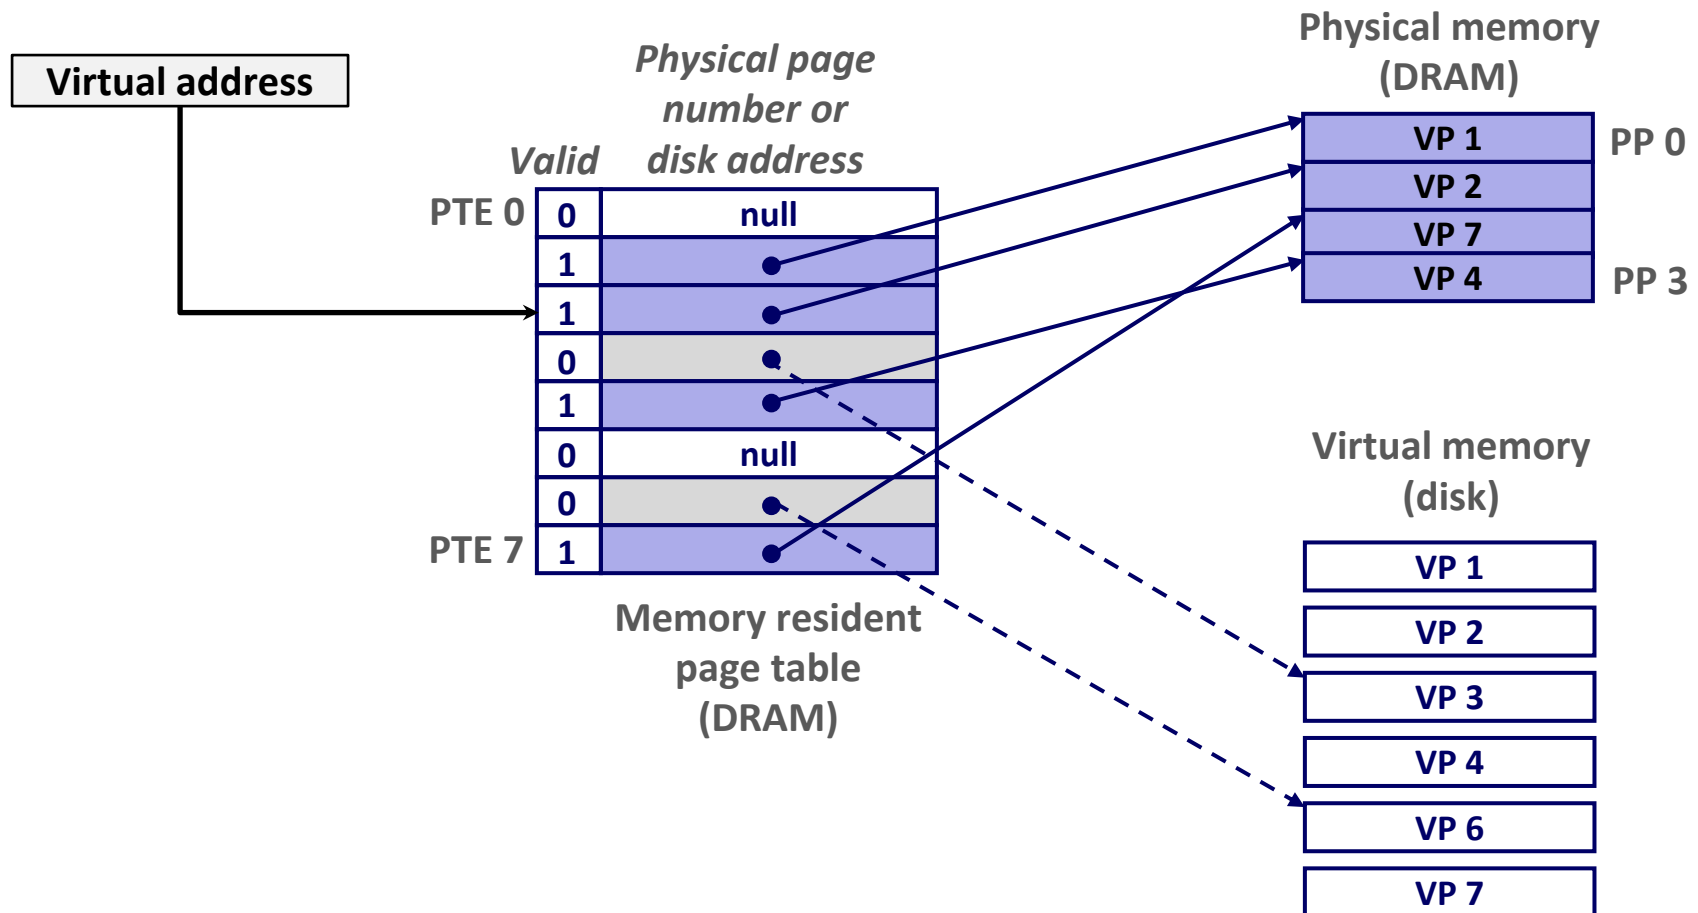 Virtual address
Physical page
number or
disk address
Valid
PTE 0
0
null
1
1
0
1
0
null
0
PTE 7
1
Memory resident
page table
(DRAM)
Physical memory
(DRAM)
VP 1
PP 0
VP 2
VP 7
VP 4
PP 3
Virtual memory
(disk)
VP 1
VP 2
VP 3
VP 4
VP 6
VP 7